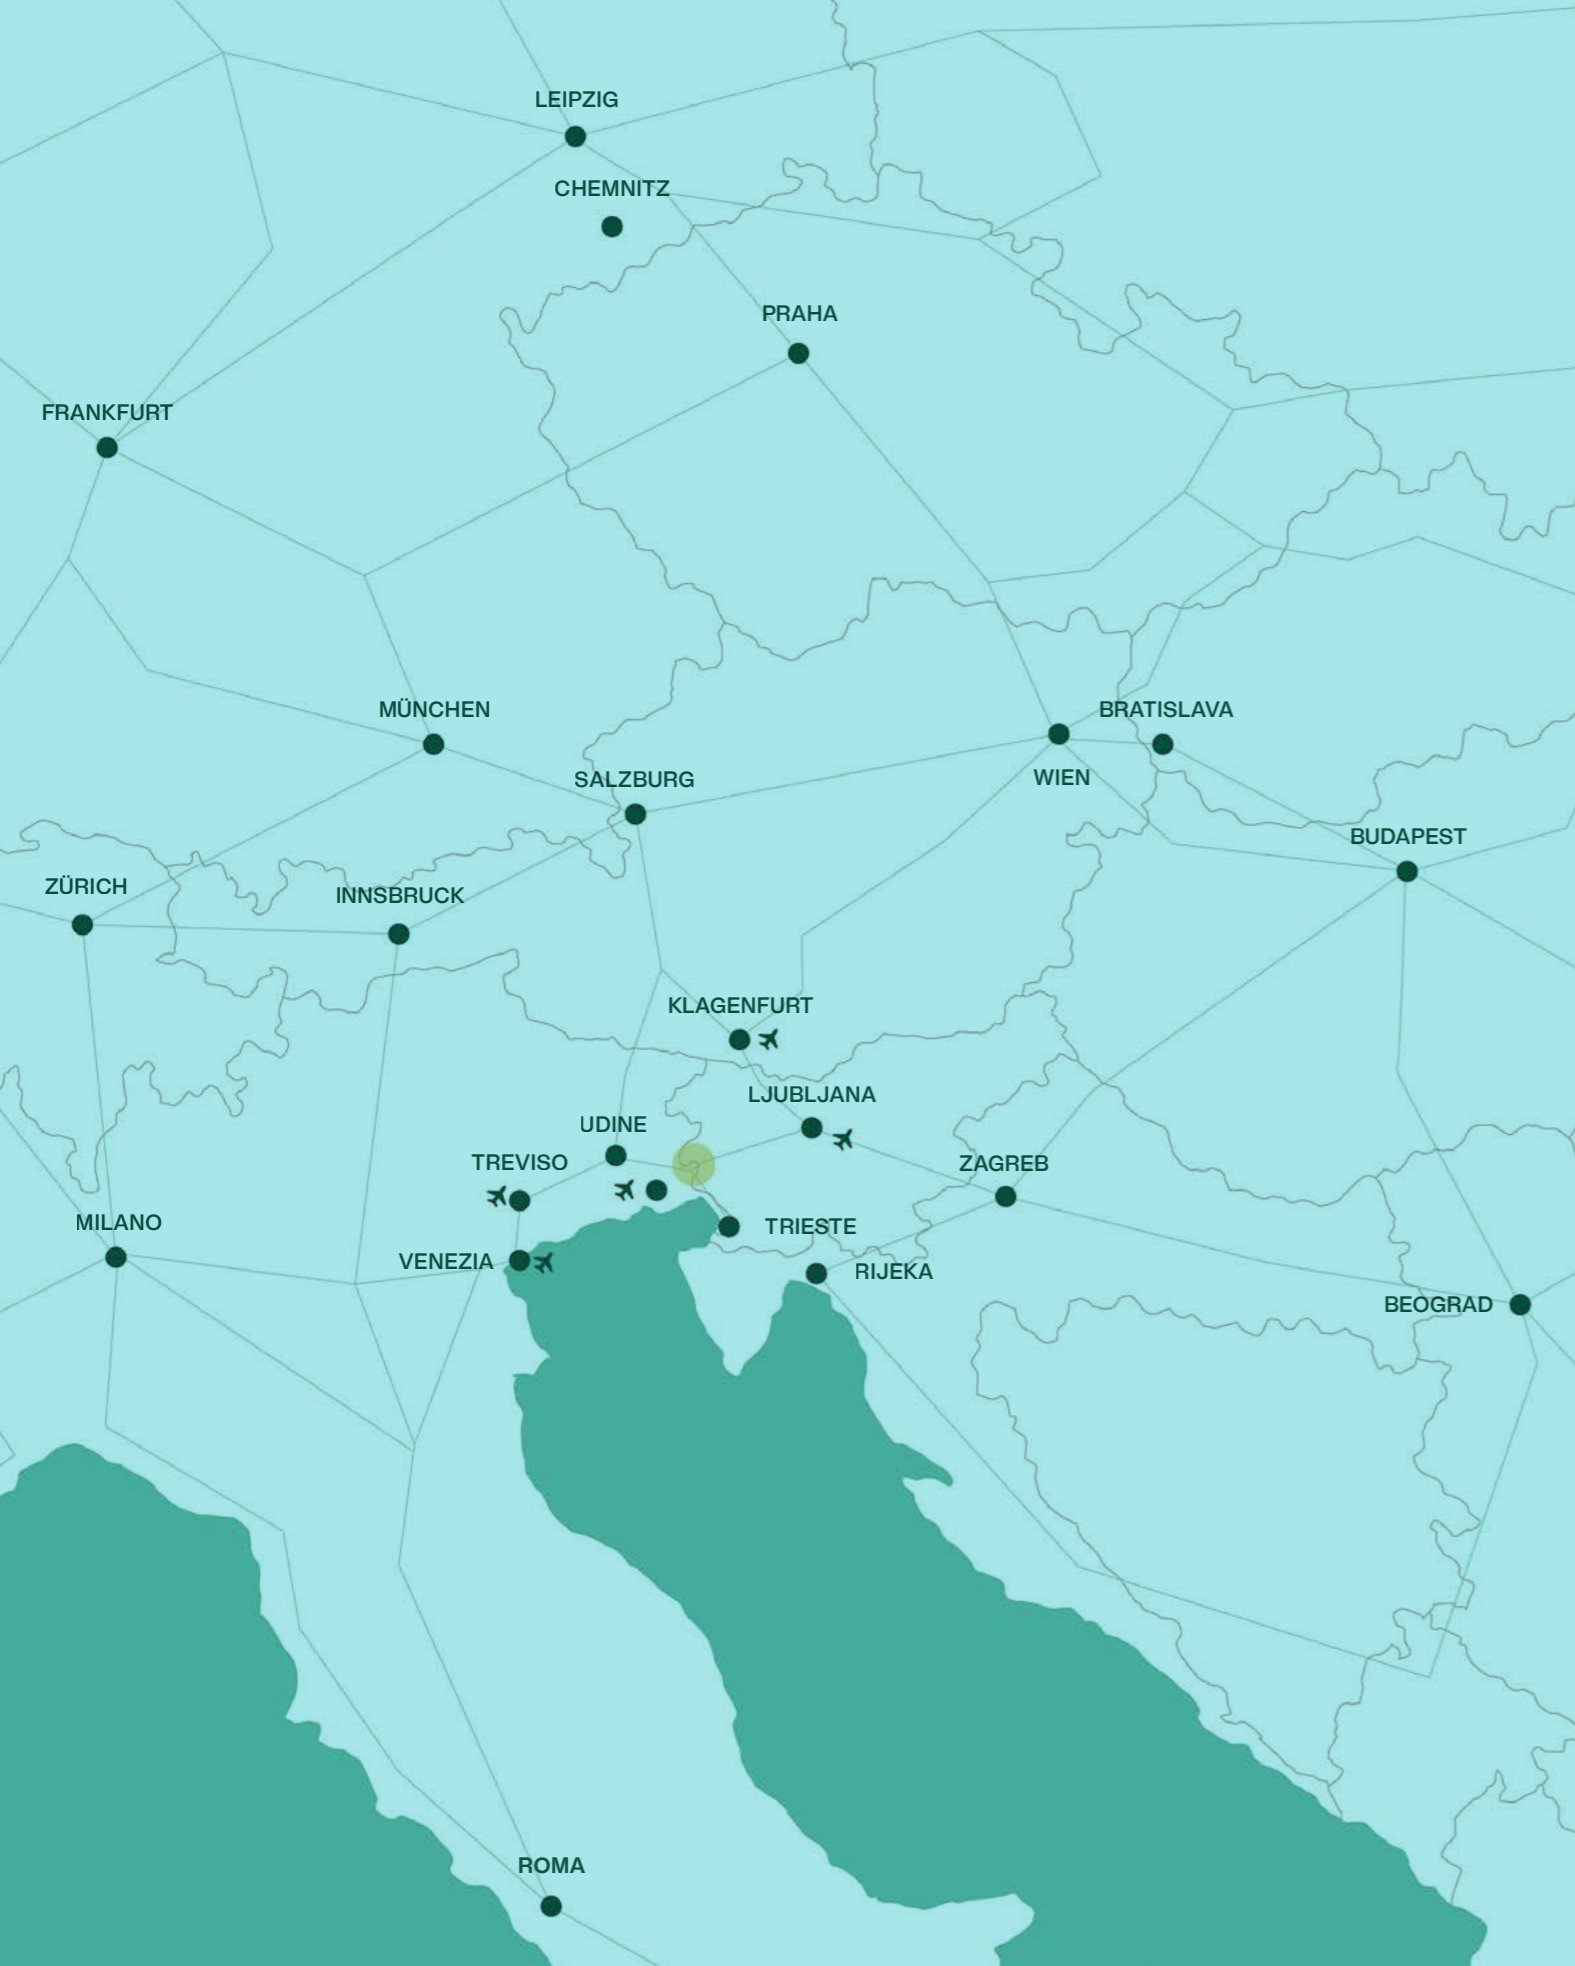 LEIPZIG
CHEMNITZ
PRAHA
FRANKFURT
MÜNCHEN
BRATISLAVA
SALZBURG
WIEN
BUDAPEST
ZÜRICH
INNSBRUCK
KLAGENFURT
LJUBLJANA
UDINE
TREVISO
ZAGREB
MILANO
TRIESTE
VENEZIA
RIJEKA
BEOGRAD
ROMA